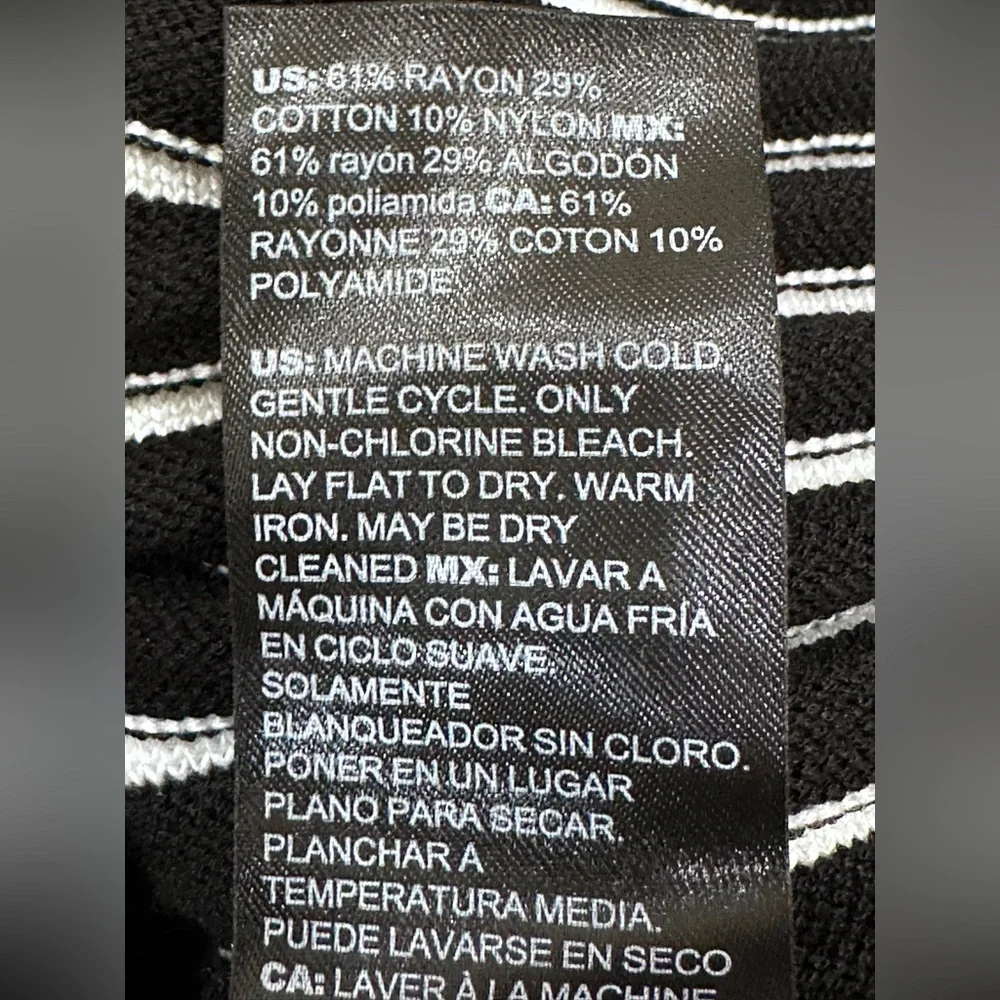 US: 61% RAYON 29%
COTTON 10% NYLON MX:
61% rayón 29% ALGODÓN
10% poliamida CA: 61%
RAYONNE 29% COTON 10%
POLYAMIDE
US: MACHINE WASH COLD,
GENTLE CYCLE. ONLY
NON-CHLORINE BLEACH.
LAY FLAT TO DRY. WARM
IRON. MAY BE DRY
CLEANED MX: LAVAR A
MÁQUINA CON AGUA FRÍA
EN CICLO SUAVE.
SOLAMENTE
BLANQUEADOR SIN CLORO.
PONER EN UN LUGAR
PLANO PARA SECAR.
PLANCHAR A
TEMPERATURA MEDIA.
PUEDE LAVARSE EN SECO
CA: LAVER À LA MACHINE